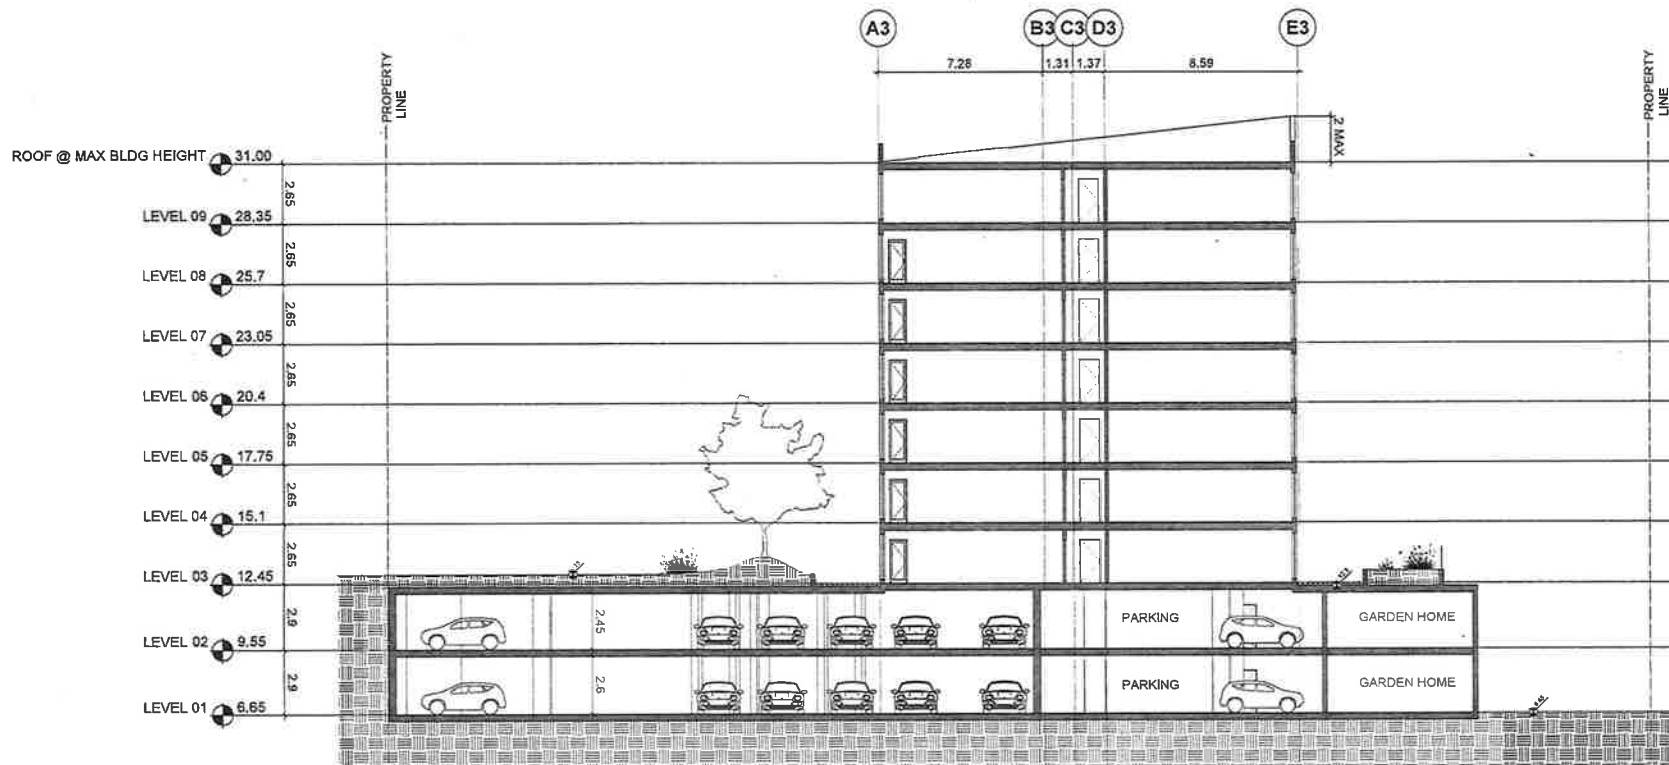 A3
B3
C3
D3
E3
7.28
1.31
1.37
8.59
PROPERTY
LINE
PROPERTY
LINE
2 MAX
ROOF @ MAX BLDG HEIGHT
31.00
2.65
LEVEL 09
28.35
2.65
LEVEL 08
25.7
2.65
LEVEL 07
23.05
2.65
LEVEL 06
20.4
2.65
LEVEL 05
17.75
2.65
LEVEL 04
15.1
2.65
LEVEL 03
12.45
2.9
2.45
PARKING
GARDEN HOME
LEVEL 02
9.55
2.9
2.6
PARKING
GARDEN HOME
LEVEL 01
6.65